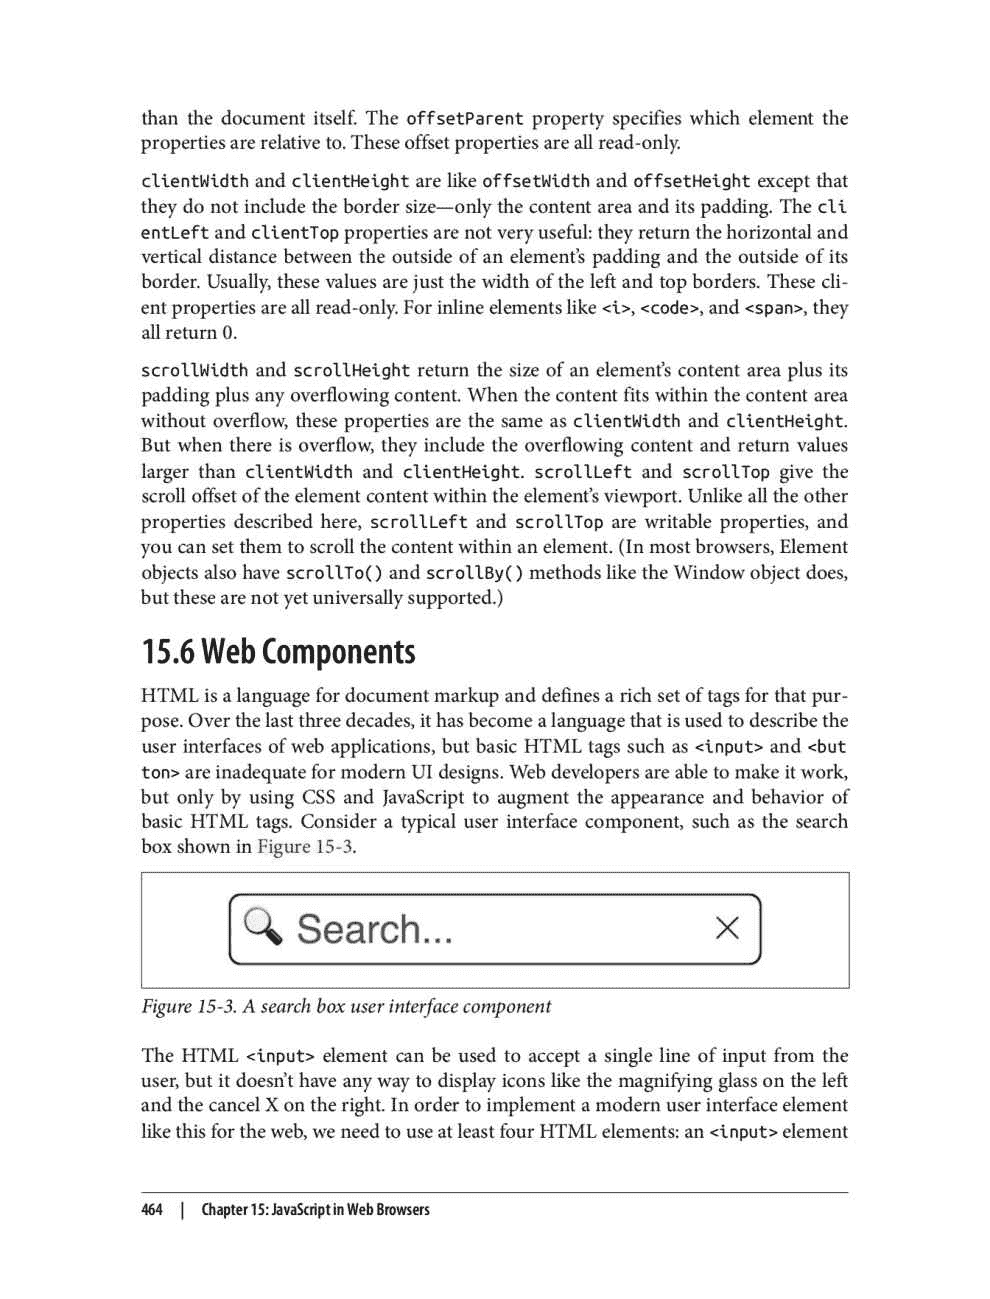 than the document itself. The offsetParent property specifies which element the
properties are relative to. These offset properties are all read-only.
clientWidth and clientHeight are like offsetWidth and offsetHeight except that
they do not include the border size—only the content area and its padding. The cli
entLeft and clientTop properties are not very useful: they return the horizontal and
vertical distance between the outside of an element’s padding and the outside of its
border. Usually, these values are just the width of the left and top borders. These cli-
ent properties are all read-only. For inline elements like <i>, <code>, and <span>, they
all return 0.
scrollWidth and scrollHeight return the size of an element’s content area plus its
padding plus any overflowing content. When the content fits within the content area
without overflow, these properties are the same as clientWidth and clientHeight.
But when there is overflow, they include the overflowing content and return values
larger than clientWidth and clientHeight. scrollLeft and scrollTop give the
scroll offset of the element content within the element’s viewport. Unlike all the other
properties described here, scrollLeft and scrollTop are writable properties, and
you can set them to scroll the content within an element. (In most browsers, Element
objects also have scrollTo() and scrollBy() methods like the Window object does,
but these are not yet universally supported.)
15.6 Web Components
HTML is a language for document markup and defines a rich set of tags for that pur-
pose. Over the last three decades, it has become a language that is used to describe the
user interfaces of web applications, but basic HTML tags such as <input> and <but
ton> are inadequate for modern UI designs. Web developers are able to make it work,
but only by using CSS and JavaScript to augment the appearance and behavior of
basic HTML tags. Consider a typical user interface component, such as the search
box shown in Figure 15-3.
Search...
Figure 15-3. A search box user interface component
The HTML <input> element can be used to accept a single line of input from the
user, but it doesn’t have any way to display icons like the magnifying glass on the left
and the cancel X on the right. In order to implement a modern user interface element
like this for the web, we need to use at least four HTML elements: an <input> element
464 | Chapter 15: JavaScript in Web Browsers